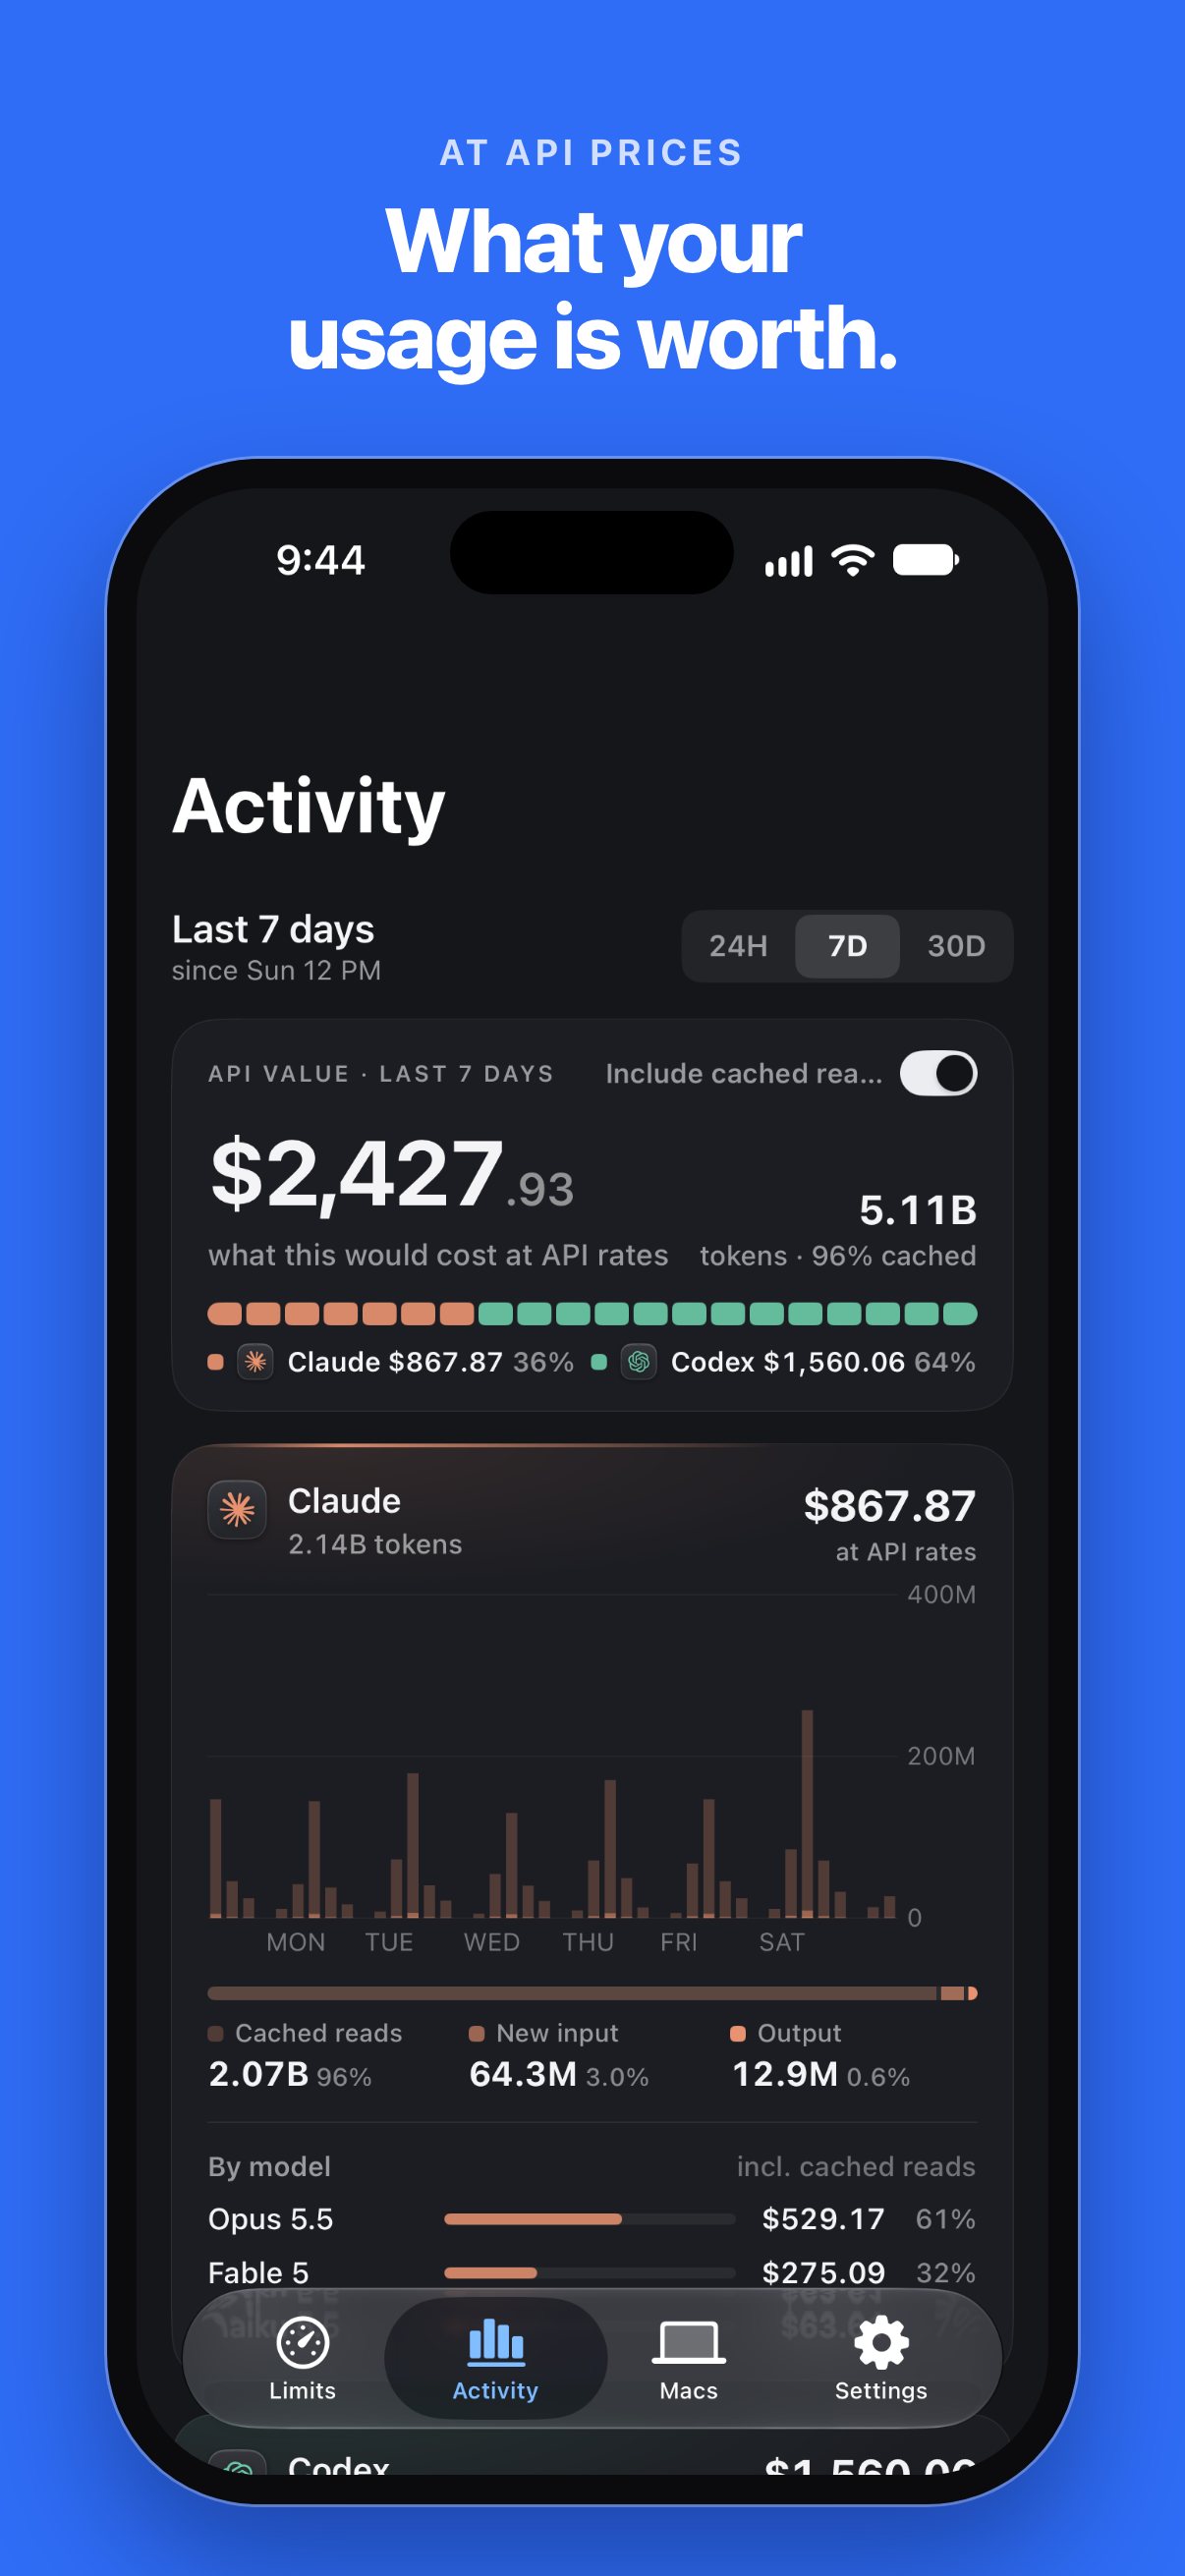 AT API PRICES
What your
usage is worth.
9:44
Activity
Last 7 days
since Sun 12 PM
24H 7D 30D
API VALUE · LAST 7 DAYS
Include cached rea...
$2,427.93
5.11B
what this would cost at API rates
tokens · 96% cached
Claude $867.87 36%
Codex $1,560.06 64%
Claude
$867.87
2.14B tokens
at API rates
400M
200M
0
MON TUE WED THU FRI SAT
Cached reads
New input
Output
2.07B 96%
64.3M 3.0%
12.9M 0.6%
By model
incl. cached reads
Opus 5.5 $529.17 61%
Fable 5 $275.09 32%
Limits
Activity
Macs
Settings
Codex
$1,560.06